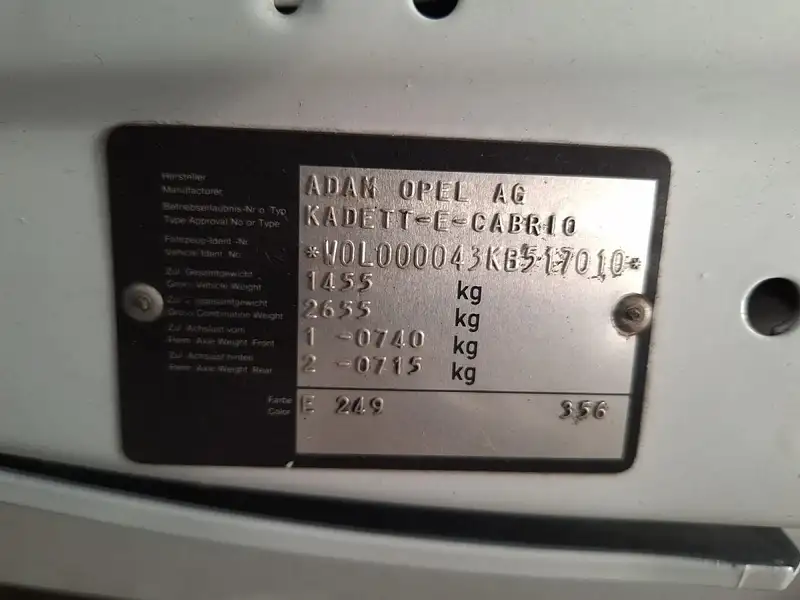 Hersteller
Manufacturer
ADAM OPEL AG
Betriebserlaubnis-Nr o. Typ
Type Approval No or Type
KADETT-E-CABRIO
Fahrzeug-Ident.-Nr.
Vehicle Ident. Nr.
*W0L000043KB517010*
Zul. Gesamtgewicht
Gross Vehicle Weight
1455 kg
Gross Combination Weight
2655 kg
Zul. Achslast vorn
Perm. Axle Weight Front
1 -0740 kg
Zul. Achslast hinten
Perm. Axle Weight Rear
2 -0715 kg
Farbe
Color
E 249 356